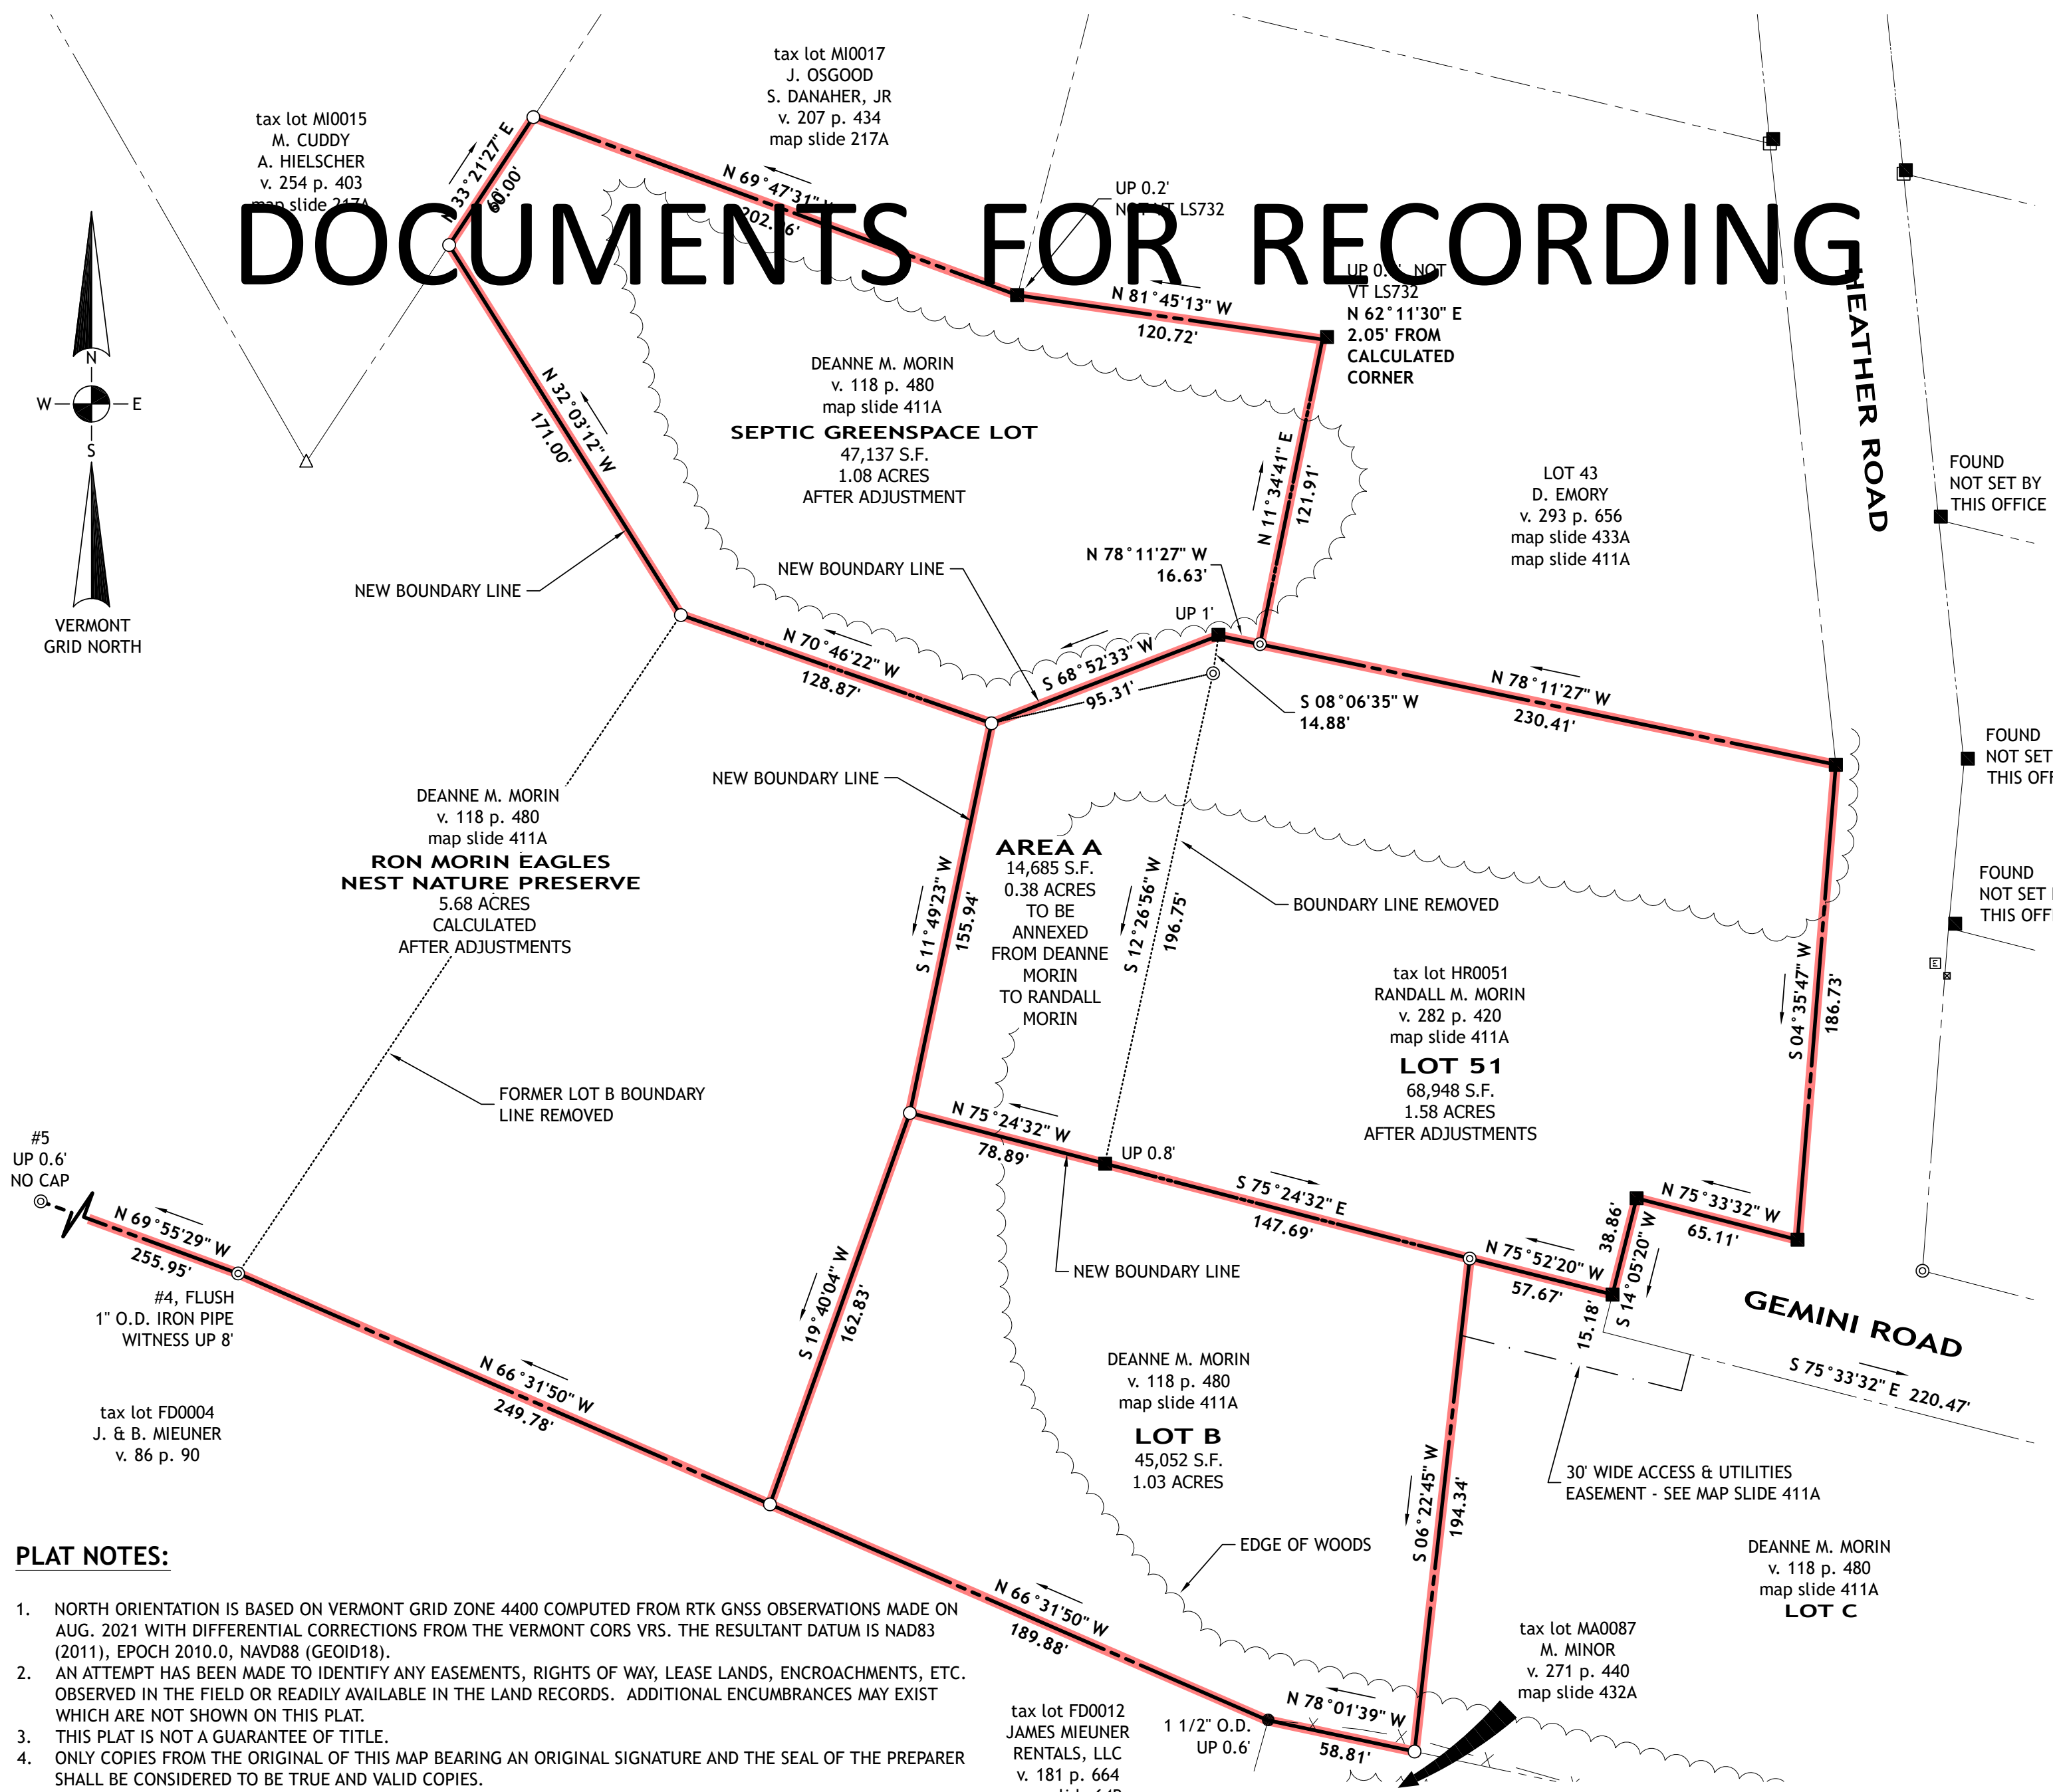 DOCUMENTS FOR RECORDING
tax lot MI0015
M. CUDDY
A. HIELSCHER
v. 254 p. 403
map slide 217A
tax lot MI0017
J. OSGOOD
S. DANAHER, JR
v. 207 p. 434
map slide 217A
33°21'27" E
60.00'
N 69°47'31"
UP 0.2'
NOT VT LS732
N 81°45'13" W
120.72'
NOT
VT LS732
N 62°11'30" E
2.05' FROM
CALCULATED
CORNER
HEATHER ROAD
N
W
E
S
VERMONT
GRID NORTH
N 32°03'12" W
171.00'
DEANNE M. MORIN
v. 118 p. 480
map slide 411A
SEPTIC GREENSPACE LOT
47,137 S.F.
1.08 ACRES
AFTER ADJUSTMENT
N 11°34'41" E
121.91'
LOT 43
D. EMORY
v. 293 p. 656
map slide 433A
map slide 411A
FOUND
NOT SET BY
THIS OFFICE
NEW BOUNDARY LINE
NEW BOUNDARY LINE
N 78°11'27" W
16.63'
UP 1'
N 70°46'22" W
128.87'
S 68°52'33" W
95.31'
S 08°06'35" W
14.88'
N 78°11'27" W
230.41'
FOUND
NOT SET
THIS OFF
NEW BOUNDARY LINE
DEANNE M. MORIN
v. 118 p. 480
map slide 411A
RON MORIN EAGLES
NEST NATURE PRESERVE
5.68 ACRES
CALCULATED
AFTER ADJUSTMENTS
S 11°49'23" W
155.94'
AREA A
14,685 S.F.
0.38 ACRES
TO BE
ANNEXED
FROM DEANNE
MORIN
TO RANDALL
MORIN
S 12°26'56" W
196.75'
BOUNDARY LINE REMOVED
FOUND
NOT SET
THIS OFF
E
tax lot HR0051
RANDALL M. MORIN
v. 282 p. 420
map slide 411A
LOT 51
68,948 S.F.
1.58 ACRES
AFTER ADJUSTMENTS
S 04°35'47" W
186.73'
FORMER LOT B BOUNDARY
LINE REMOVED
#5
UP 0.6'
NO CAP
N 69°55'29" W
255.95'
#4, FLUSH
1" O.D. IRON PIPE
WITNESS UP 8'
N 75°24'32" W
78.89'
UP 0.8'
S 75°24'32" E
147.69'
NEW BOUNDARY LINE
N 75°52'20" W
57.67'
38.86'
S 14°05'20" W
15.18'
N 75°33'32" W
65.11'
GEMINI ROAD
S 75°33'32" E 220.47'
S 19°40'04" W
162.83'
N 66°31'50" W
249.78'
tax lot FD0004
J. & B. MIEUNER
v. 86 p. 90
DEANNE M. MORIN
v. 118 p. 480
map slide 411A
LOT B
45,052 S.F.
1.03 ACRES
S 06°22'45" W
194.34'
30' WIDE ACCESS & UTILITIES
EASEMENT - SEE MAP SLIDE 411A
EDGE OF WOODS
DEANNE M. MORIN
v. 118 p. 480
map slide 411A
LOT C
N 66°31'50" W
189.88'
tax lot MA0087
M. MINOR
v. 271 p. 440
map slide 432A
N 78°01'39" W
58.81'
1 1/2" O.D.
UP 0.6'
tax lot FD0012
JAMES MIEUNER
RENTALS, LLC
v. 181 p. 664
PLAT NOTES:
1. NORTH ORIENTATION IS BASED ON VERMONT GRID ZONE 4400 COMPUTED FROM RTK GNSS OBSERVATIONS MADE ON
AUG. 2021 WITH DIFFERENTIAL CORRECTIONS FROM THE VERMONT CORS VRS. THE RESULTANT DATUM IS NAD83
(2011), EPOCH 2010.0, NAVD88 (GEOID18).
2. AN ATTEMPT HAS BEEN MADE TO IDENTIFY ANY EASEMENTS, RIGHTS OF WAY, LEASE LANDS, ENCROACHMENTS, ETC.
OBSERVED IN THE FIELD OR READILY AVAILABLE IN THE LAND RECORDS. ADDITIONAL ENCUMBRANCES MAY EXIST
WHICH ARE NOT SHOWN ON THIS PLAT.
3. THIS PLAT IS NOT A GUARANTEE OF TITLE.
4. ONLY COPIES FROM THE ORIGINAL OF THIS MAP BEARING AN ORIGINAL SIGNATURE AND THE SEAL OF THE PREPARER
SHALL BE CONSIDERED TO BE TRUE AND VALID COPIES.